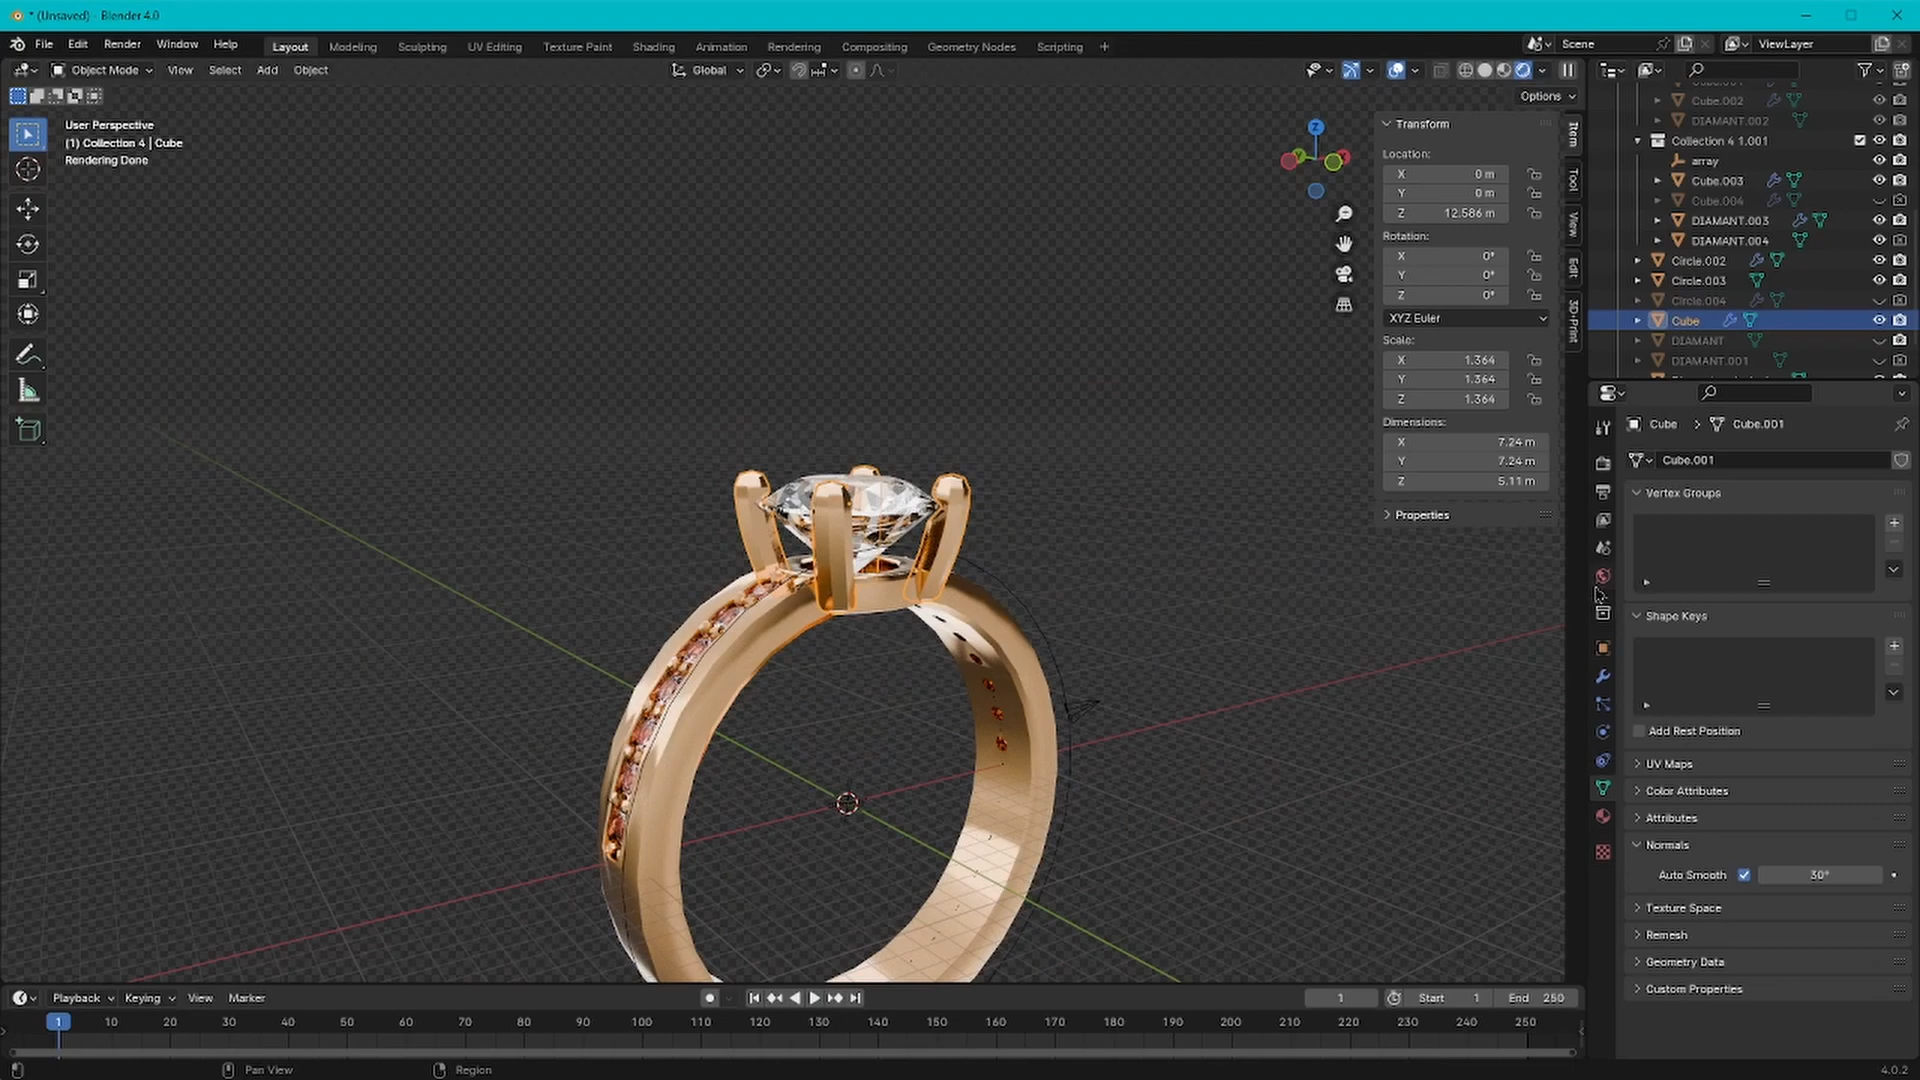 * (Unsaved) - Blender 4.0
File Edit Render Window Help Layout Modeling Sculpting UV Editing Texture Paint Shading Animation Rendering Compositing Geometry Nodes Scripting + Scene ViewLayer
Object Mode View Select Add Object Global
Options
User Perspective
(1) Collection 4 | Cube
Rendering Done
Z
Y
X
Transform
Location:
X 0 m
Y 0 m
Z 12.586 m
Rotation:
X 0°
Y 0°
Z 0°
XYZ Euler
Scale:
X 1.364
Y 1.364
Z 1.364
Dimensions:
X 7.24 m
Y 7.24 m
Z 5.11 m
Properties
Item
Tool
View
Edit
3D-Print
Cube.002
DIAMANT.002
Collection 4 1.001
array
Cube.003
Cube.004
DIAMANT.003
DIAMANT.004
Circle.002
Circle.003
Circle.004
Cube
DIAMANT
DIAMANT.001
Cube > Cube.001
Cube.001
Vertex Groups
Shape Keys
Add Rest Position
UV Maps
Color Attributes
Attributes
Normals
Auto Smooth 30°
Texture Space
Remesh
Geometry Data
Custom Properties
Playback Keying View Marker 1 Start 1 End 250
1 10 20 30 40 50 60 70 80 90 100 110 120 130 140 150 160 170 180 190 200 210 220 230 240 250
Pan View Region 4.0.2